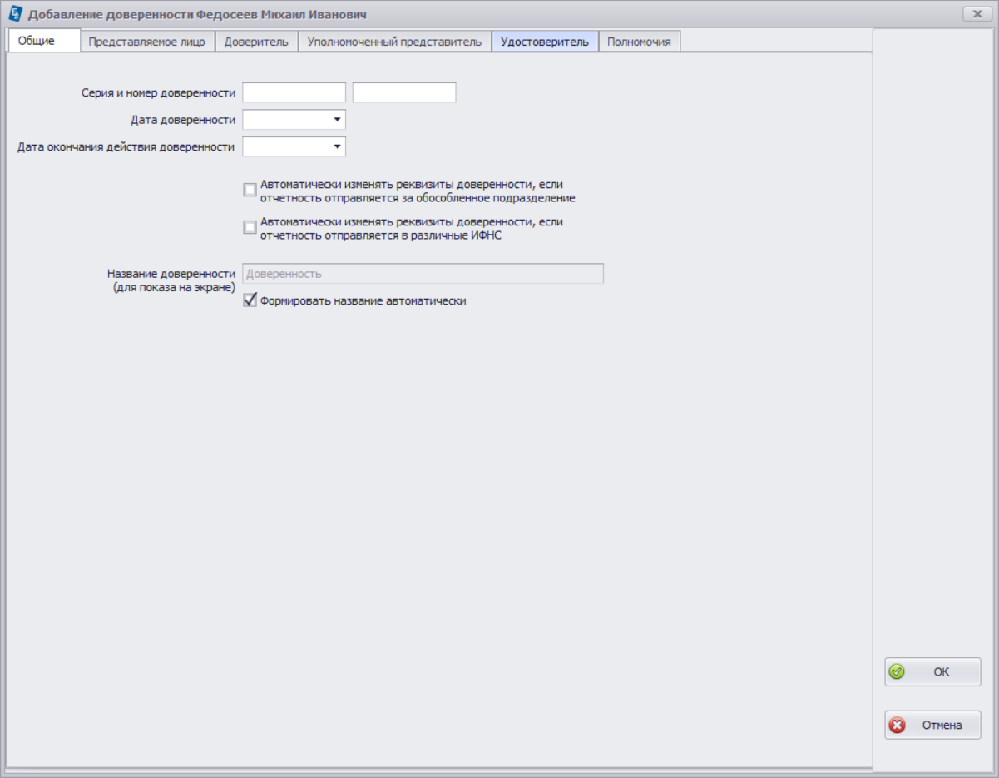 Добавление доверенности Федосеев Михаил Иванович
Общие Представляемое лицо Доверитель Уполномоченный представитель Удостоверитель Полномочия
Серия и номер доверенности
Дата доверенности
Дата окончания действия доверенности
Автоматически изменять реквизиты доверенности, если
отчетность отправляется за обособленное подразделение
Автоматически изменять реквизиты доверенности, если
отчетность отправляется в различные ИФНС
Название доверенности
(для показа на экране)
Доверенность
Формировать название автоматически
ОК
Отмена